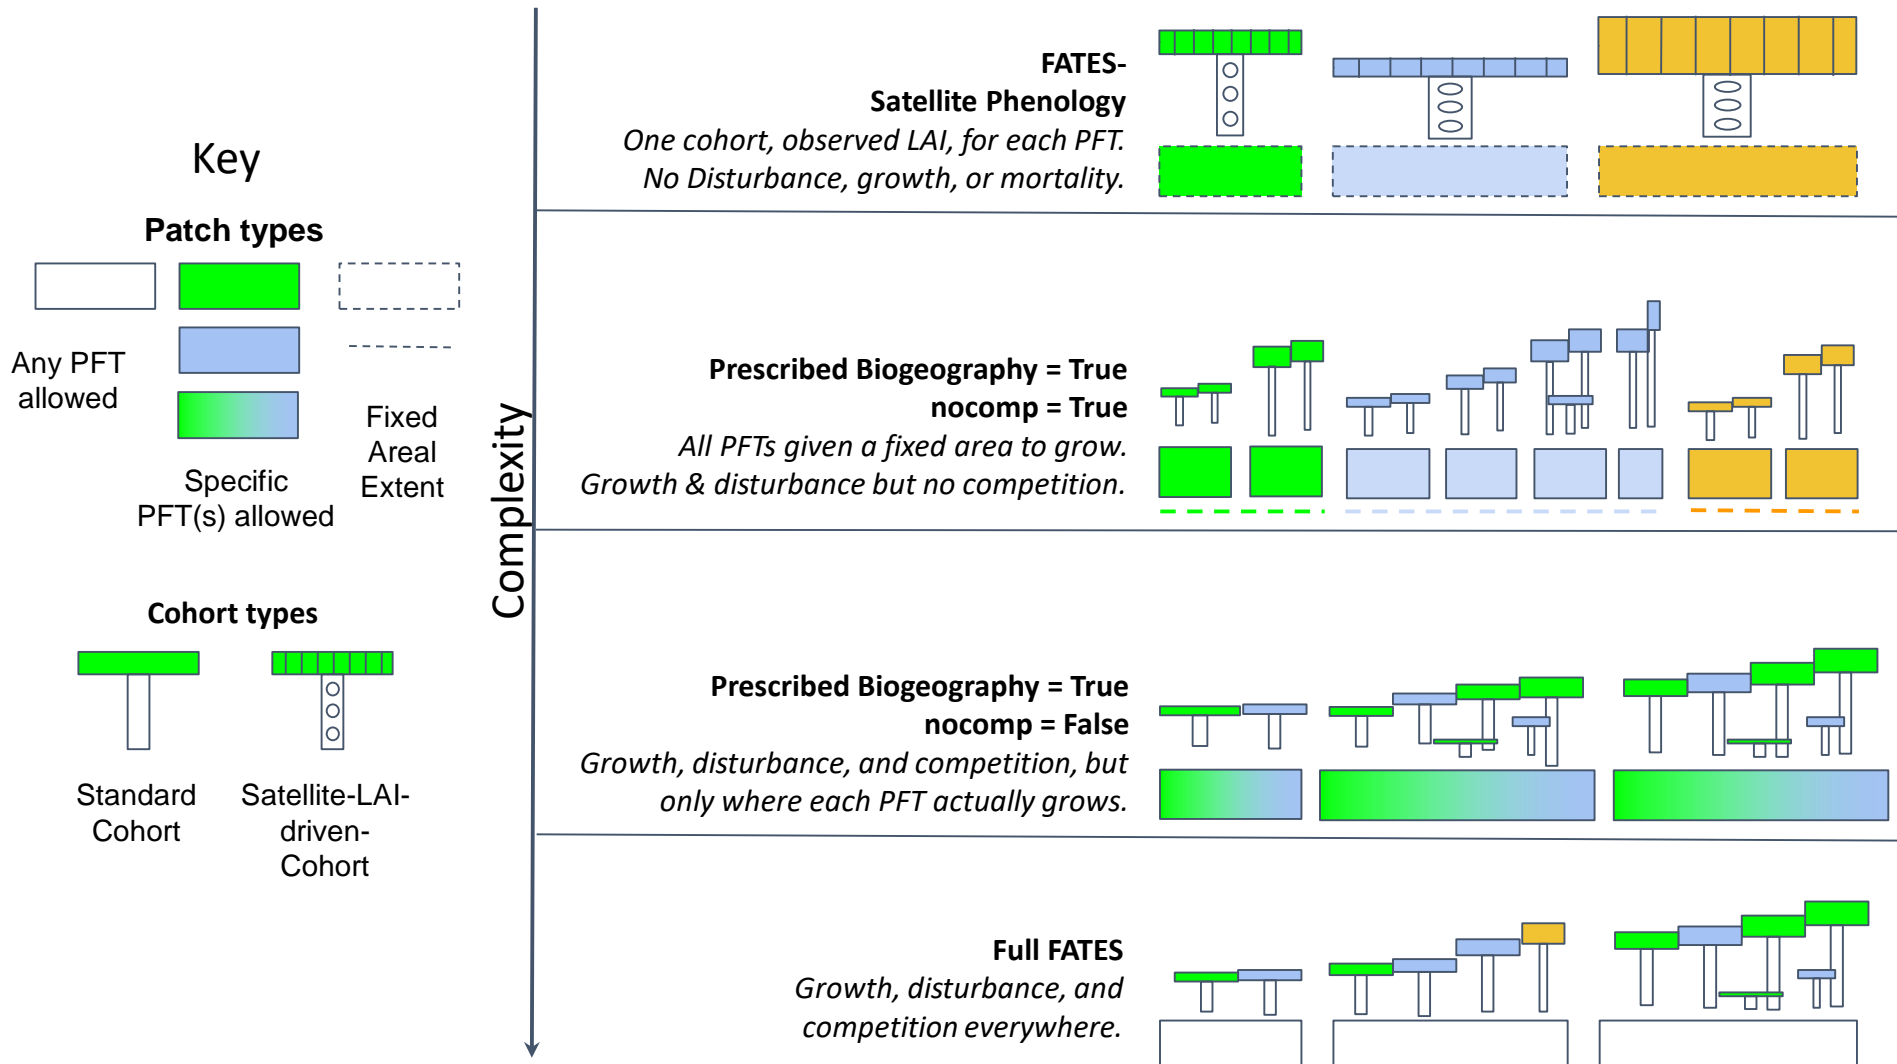 Key
Patch types
Any PFT
allowed
Specific
PFT(s) allowed
Fixed
Areal
Extent
Cohort types
Standard
Cohort
Satellite-LAI-
driven-
Cohort
Complexity
FATES-
Satellite Phenology
One cohort, observed LAI, for each PFT.
No Disturbance, growth, or mortality.
Prescribed Biogeography = True
nocomp = True
All PFTs given a fixed area to grow.
Growth & disturbance but no competition.
Prescribed Biogeography = True
nocomp = False
Growth, disturbance, and competition, but
only where each PFT actually grows.
Full FATES
Growth, disturbance, and
competition everywhere.